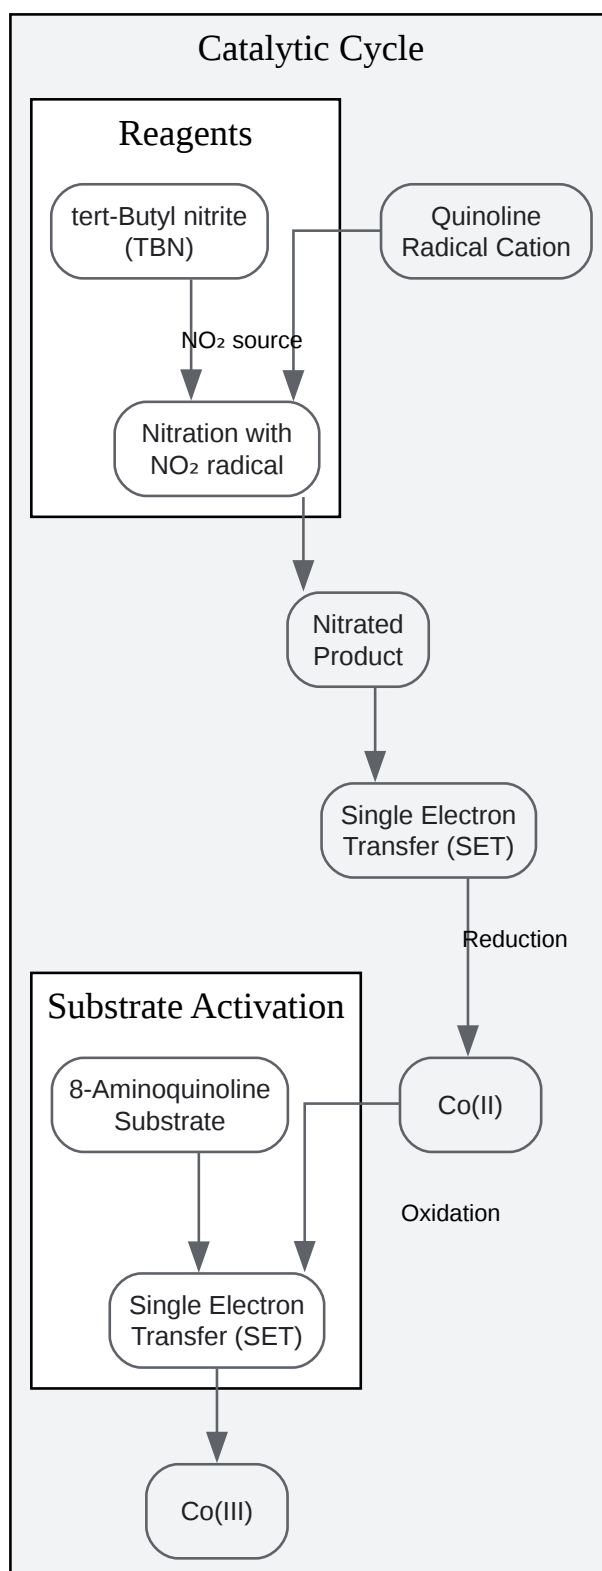 Catalytic Cycle
Reagents
tert-Butyl nitrite
(TBN)
Quinoline
Radical Cation
NO₂ source
Nitration with
NO₂ radical
Nitrated
Product
Single Electron
Transfer (SET)
Reduction
Substrate Activation
8-Aminoquinoline
Substrate
Co(II)
Oxidation
Single Electron
Transfer (SET)
Co(III)